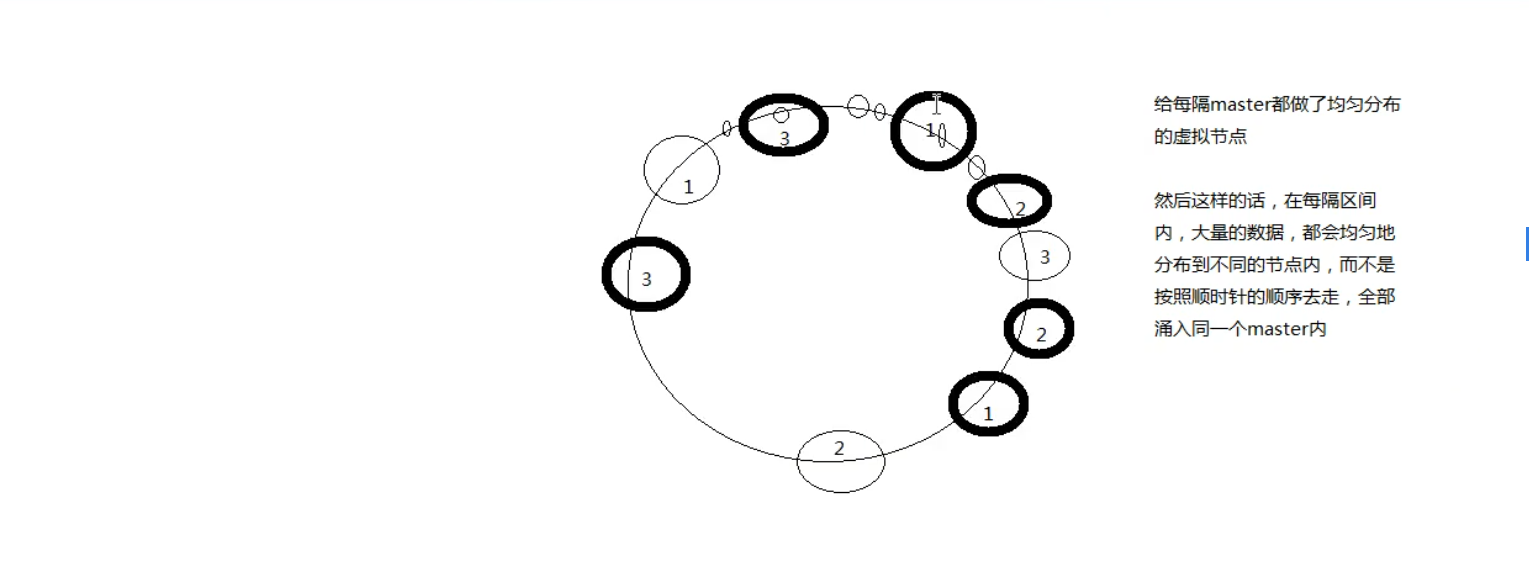 3
1
1
2
3
3
2
1
2
给每隔master都做了均匀分布
的虚拟节点
然后这样的话，在每隔区间
内，大量的数据，都会均匀地
分布到不同的节点内，而不是
按照顺时针的顺序去走，全部
涌入同一个master内